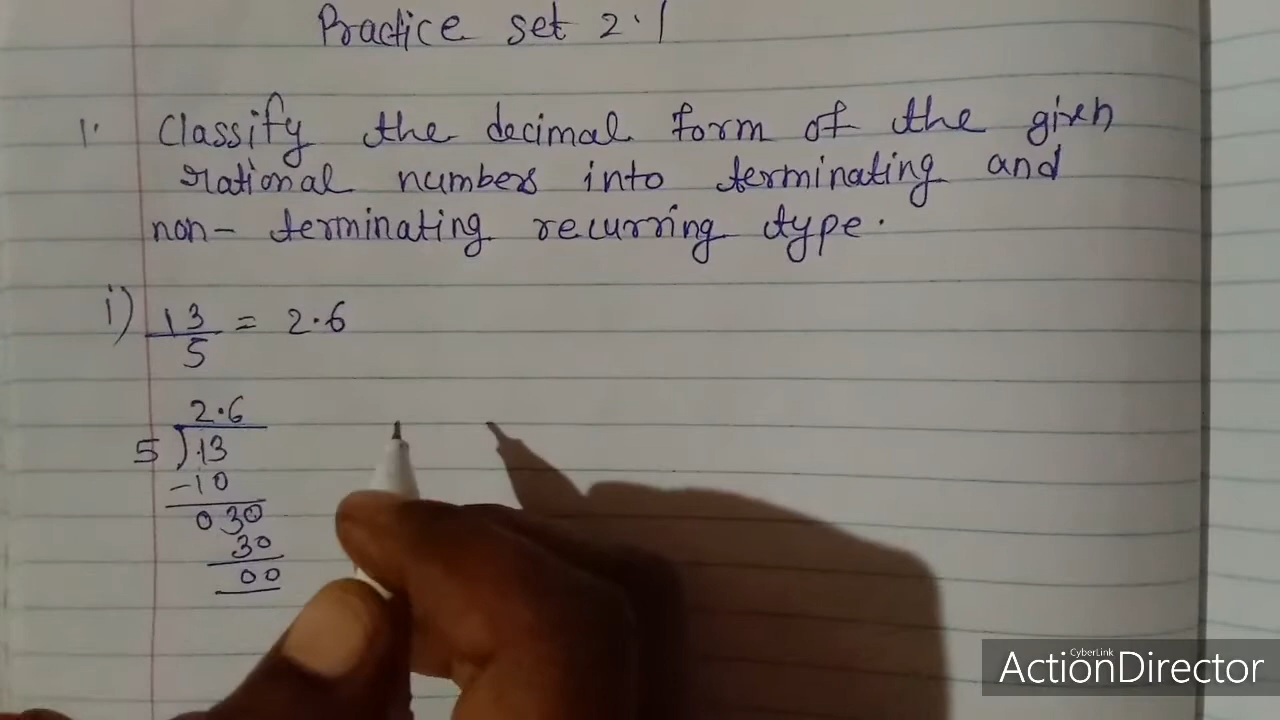 Practice set 2.1
1. Classify the decimal form of the given
rational numbers into terminating and
non- terminating recurring type.
i) 13/5 = 2.6
2.6
5 ) 13
-10
030
30
00
CyberLink
ActionDirector